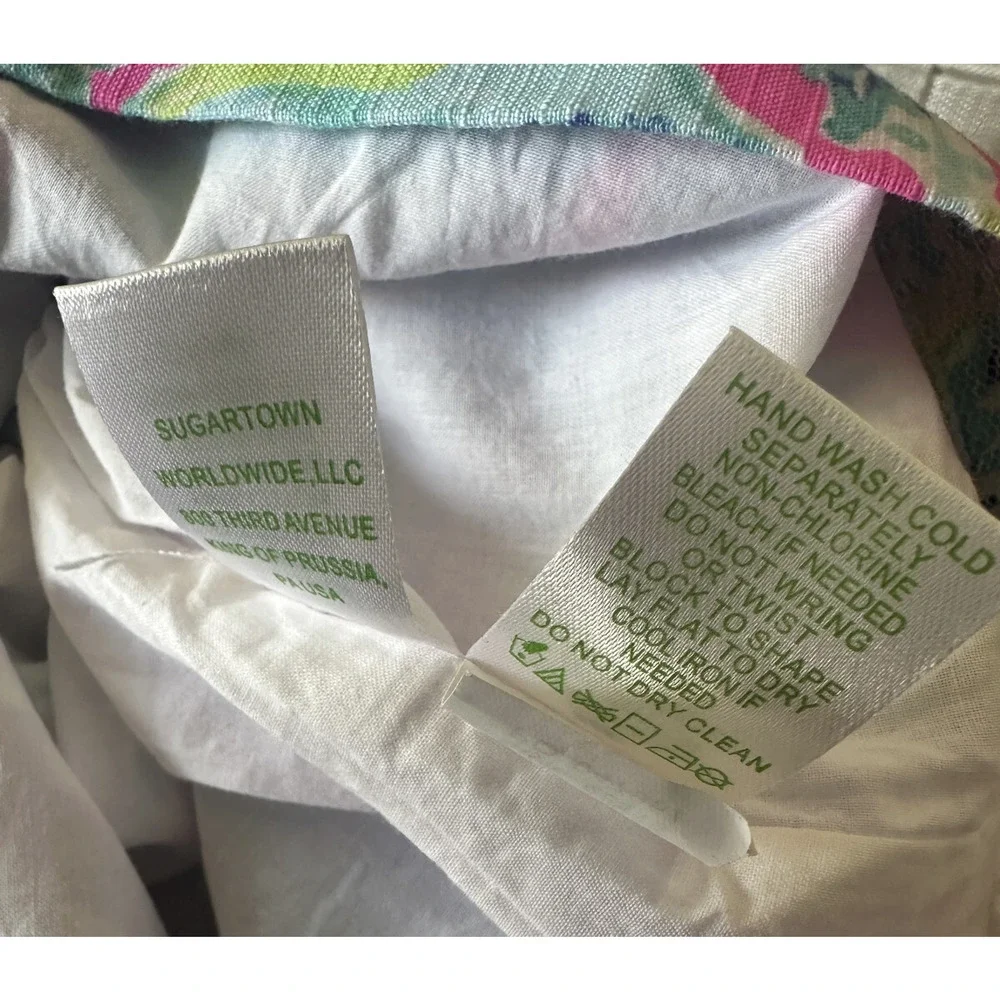 SUGARTOWN
WORLDWIDE,LLC
800 THIRD AVENUE
KING OF PRUSSIA,
PA USA
HAND WASH COLD
SEPARATELY
NON-CHLORINE
BLEACH IF NEEDED
DO NOT WRING
OR TWIST
BLOCK TO SHAPE
LAY FLAT TO DRY
COOL IRON IF
NEEDED
DO NOT DRY CLEAN